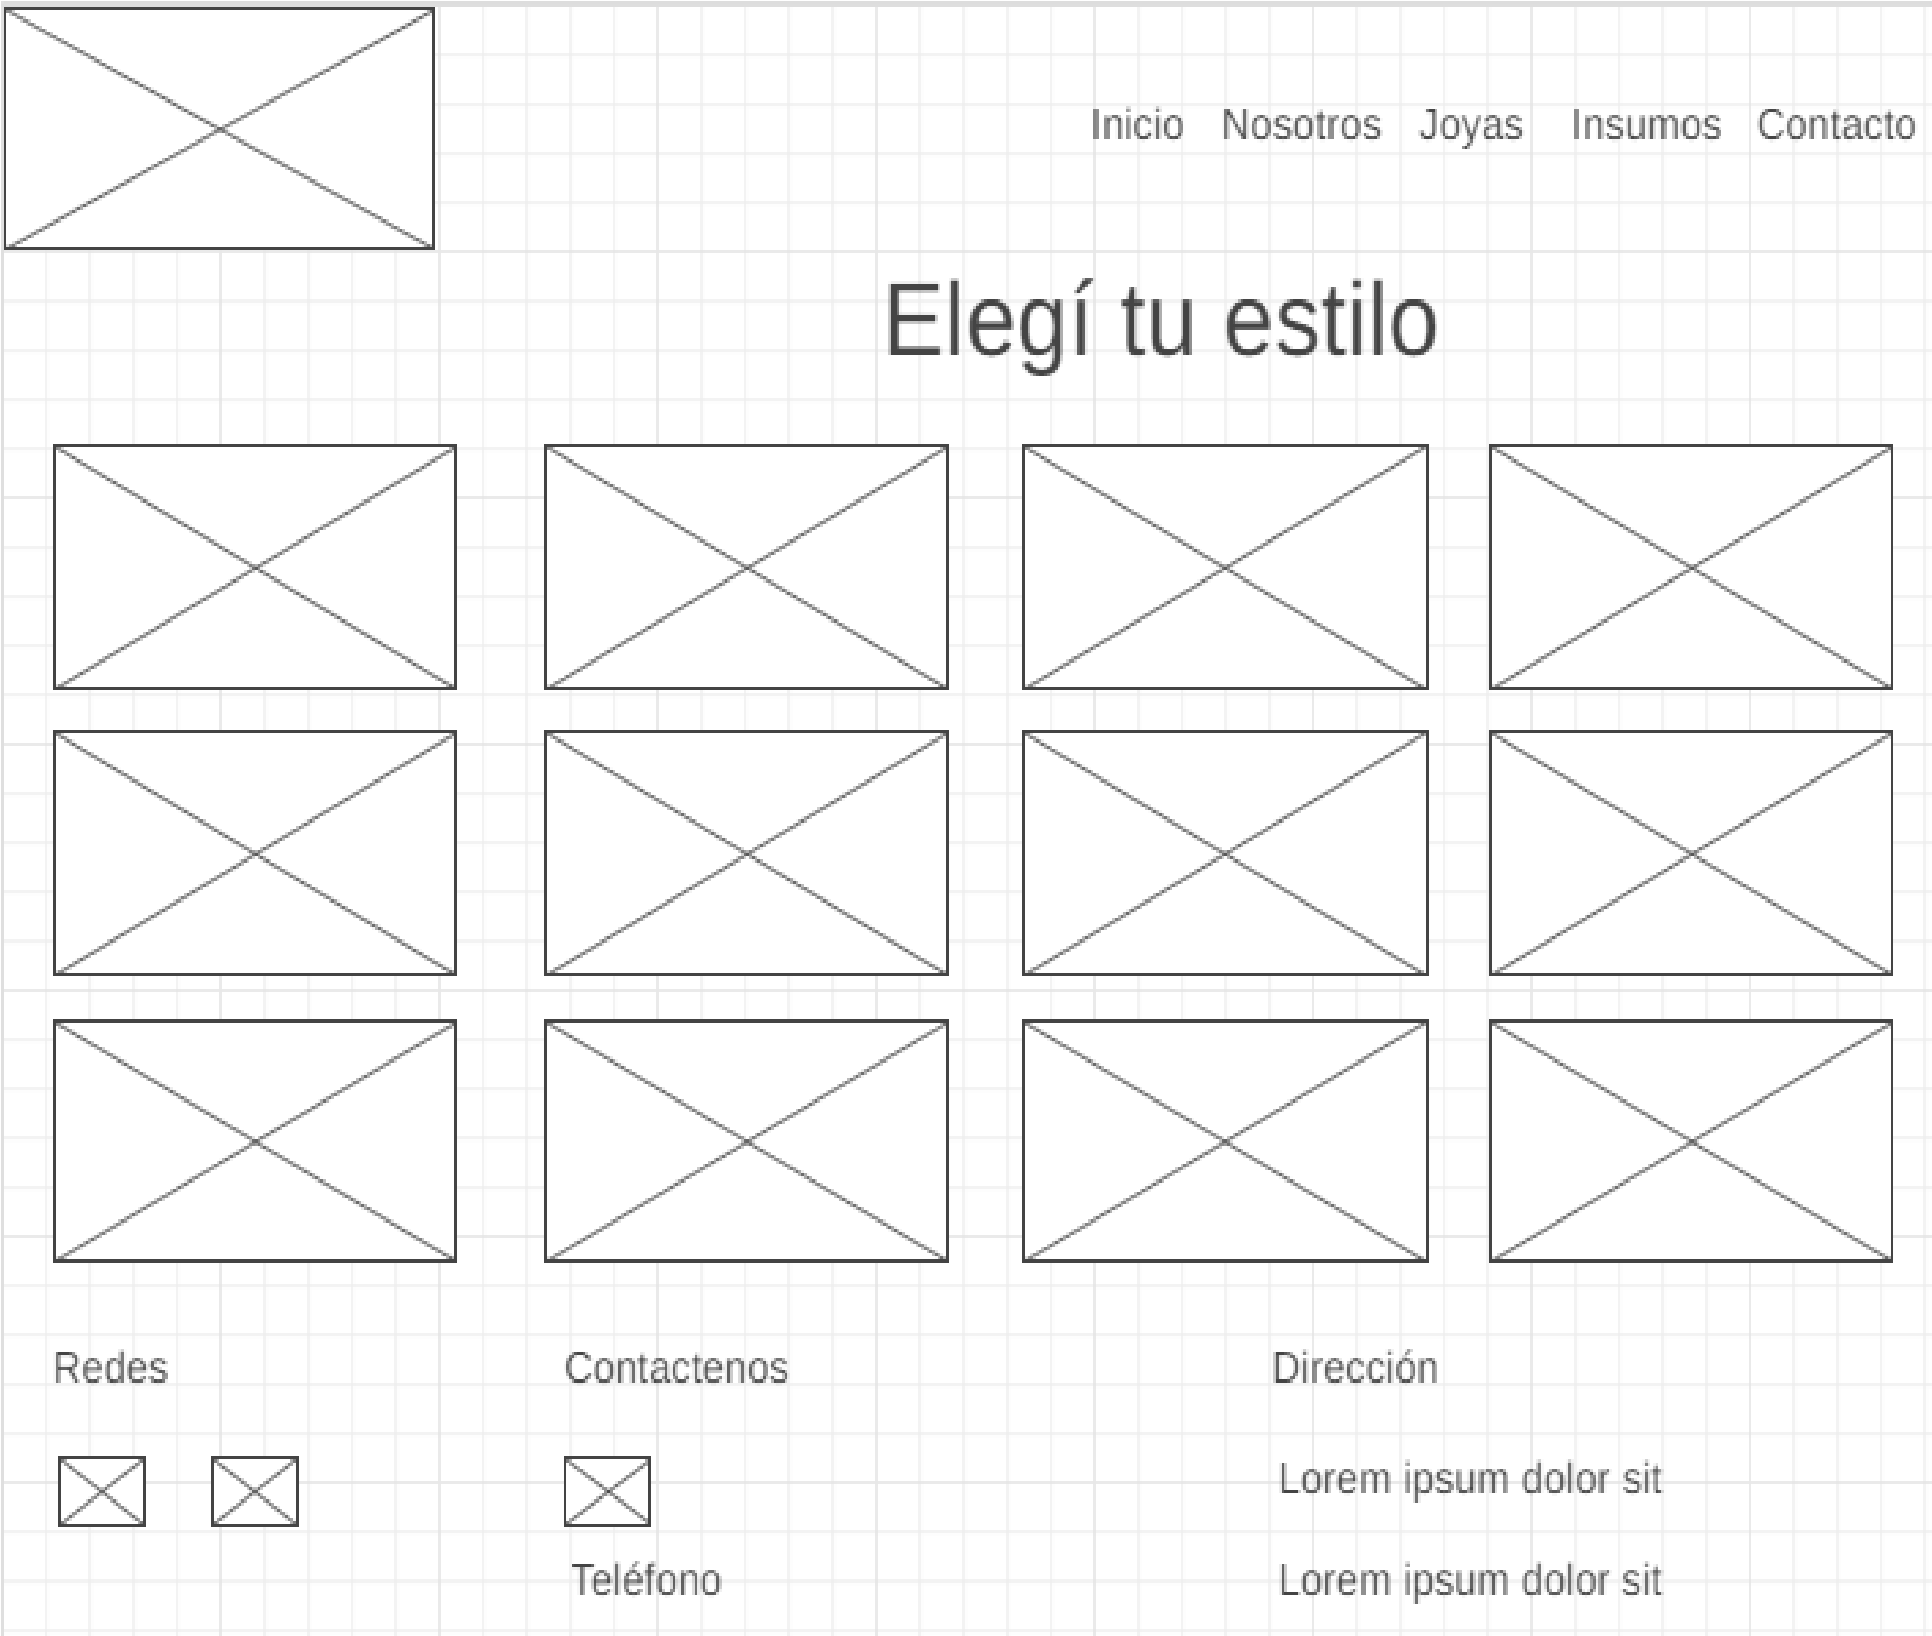 Inicio Nosotros Joyas Insumos Contacto
Elegí tu estilo
Redes Contactenos Dirección
Lorem ipsum dolor sit
Teléfono Lorem ipsum dolor sit